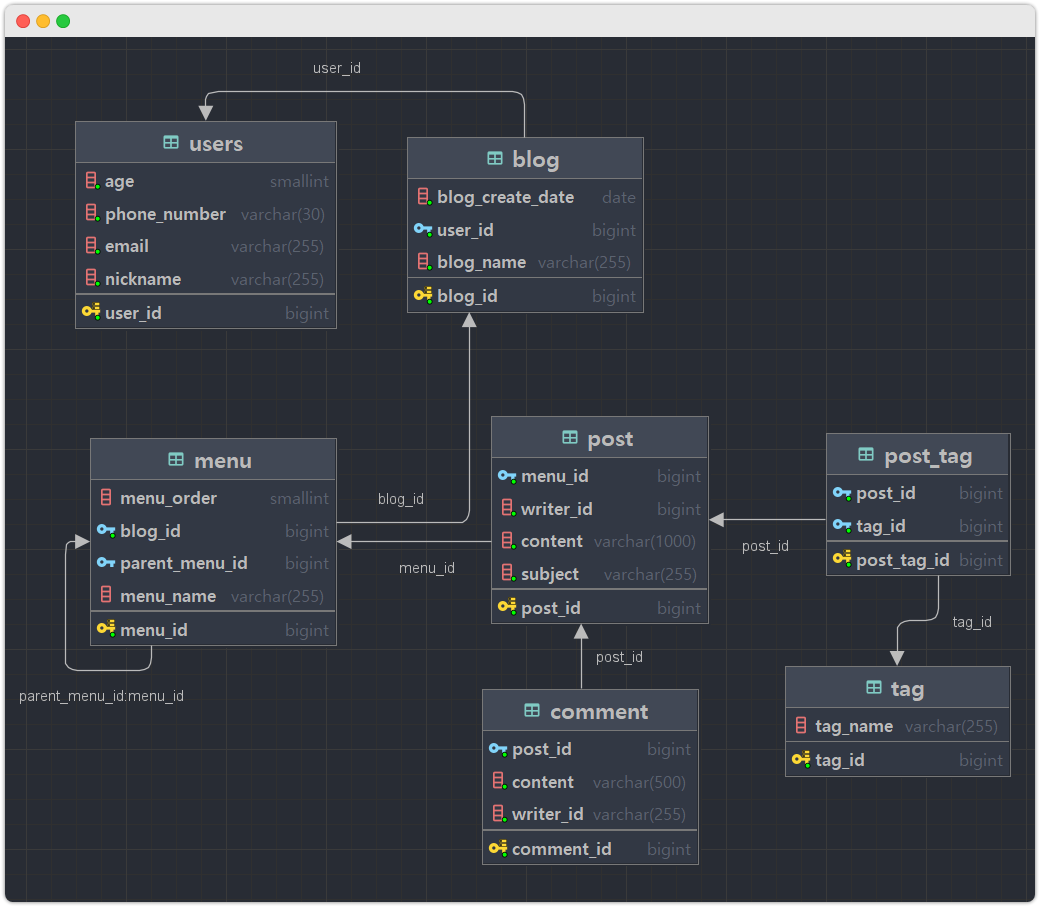 user_id
users
age smallint
phone_number varchar(30)
email varchar(255)
nickname varchar(255)
user_id bigint
blog
blog_create_date date
user_id bigint
blog_name varchar(255)
blog_id bigint
menu
menu_order smallint
blog_id bigint
parent_menu_id bigint
menu_name varchar(255)
menu_id bigint
parent_menu_id:menu_id
blog_id
menu_id
post
menu_id bigint
writer_id bigint
content varchar(1000)
subject varchar(255)
post_id bigint
post_id
post_tag
post_id bigint
tag_id bigint
post_tag_id bigint
tag_id
post_id
comment
post_id bigint
content varchar(500)
writer_id varchar(255)
comment_id bigint
tag
tag_name varchar(255)
tag_id bigint